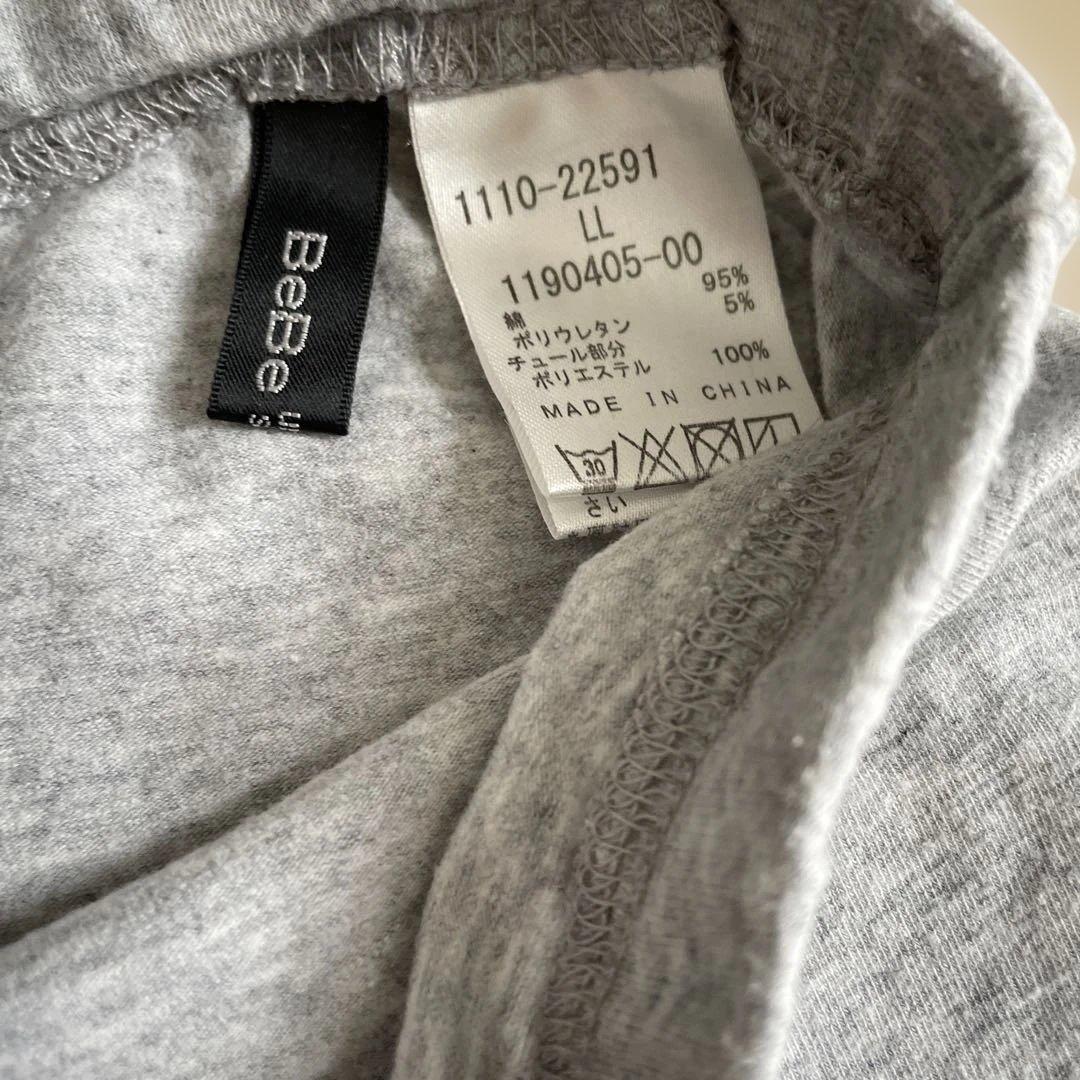 BeBe
1110-22591
LL
1190405-00
綿 95%
ポリウレタン 5%
チュール部分
ポリエステル 100%
MADE IN CHINA
30
さい